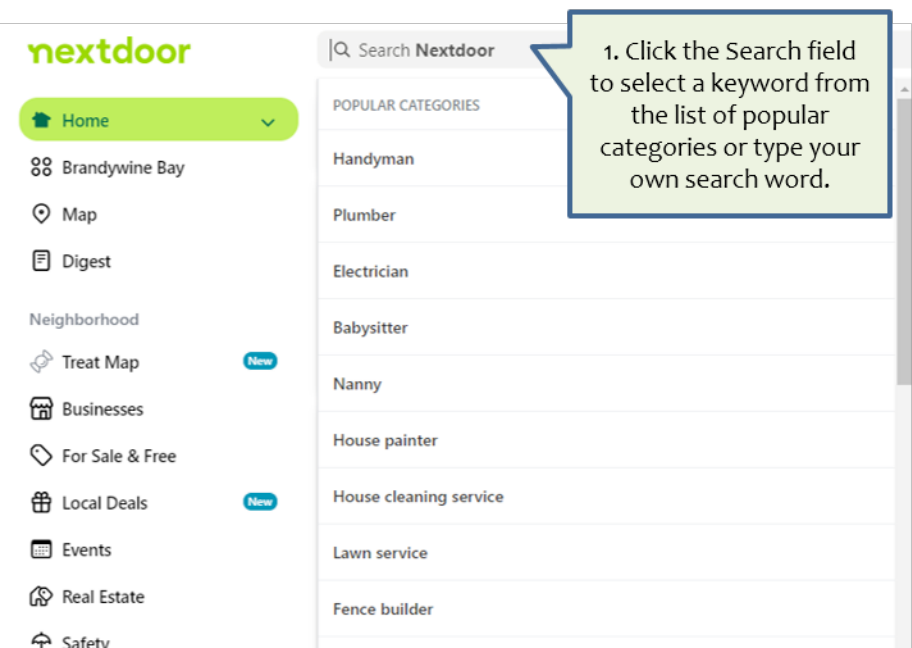 nextdoor
Search Nextdoor
1. Click the Search field
to select a keyword from
the list of popular
categories or type your
own search word.
Home
Brandywine Bay
Map
Digest
Neighborhood
Treat Map New
Businesses
For Sale & Free
Local Deals New
Events
Real Estate
Safety
POPULAR CATEGORIES
Handyman
Plumber
Electrician
Babysitter
Nanny
House painter
House cleaning service
Lawn service
Fence builder